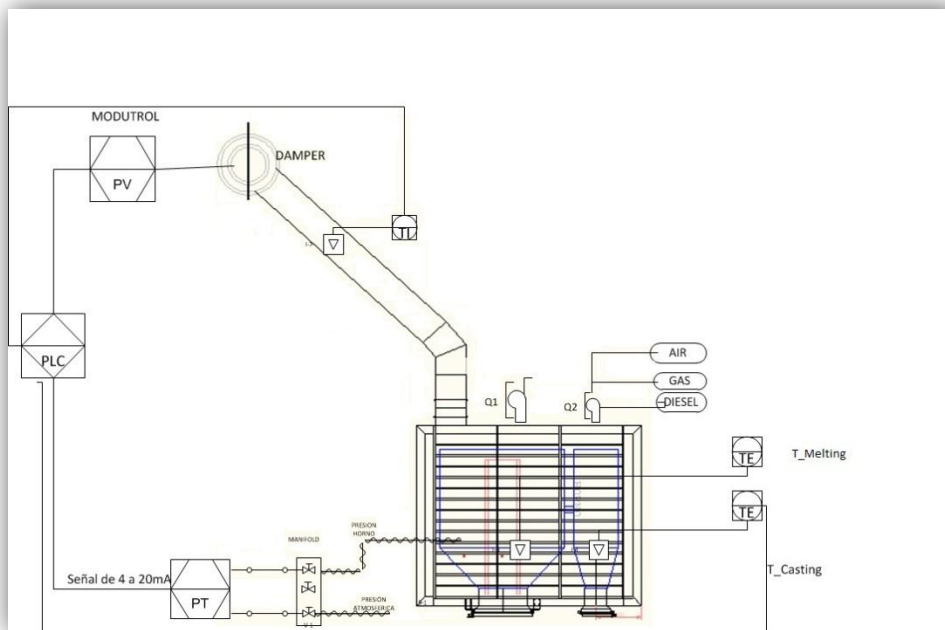 MODUTROL
PV
DAMPER
TI
PLC
AIR
GAS
DIESEL
Q1
Q2
TE
T_Melting
TE
T_Casting
PRESION
HORNO
MANIFOLD
Señal de 4 a 20mA
PT
PRESIÓN
ATMOSFERICA